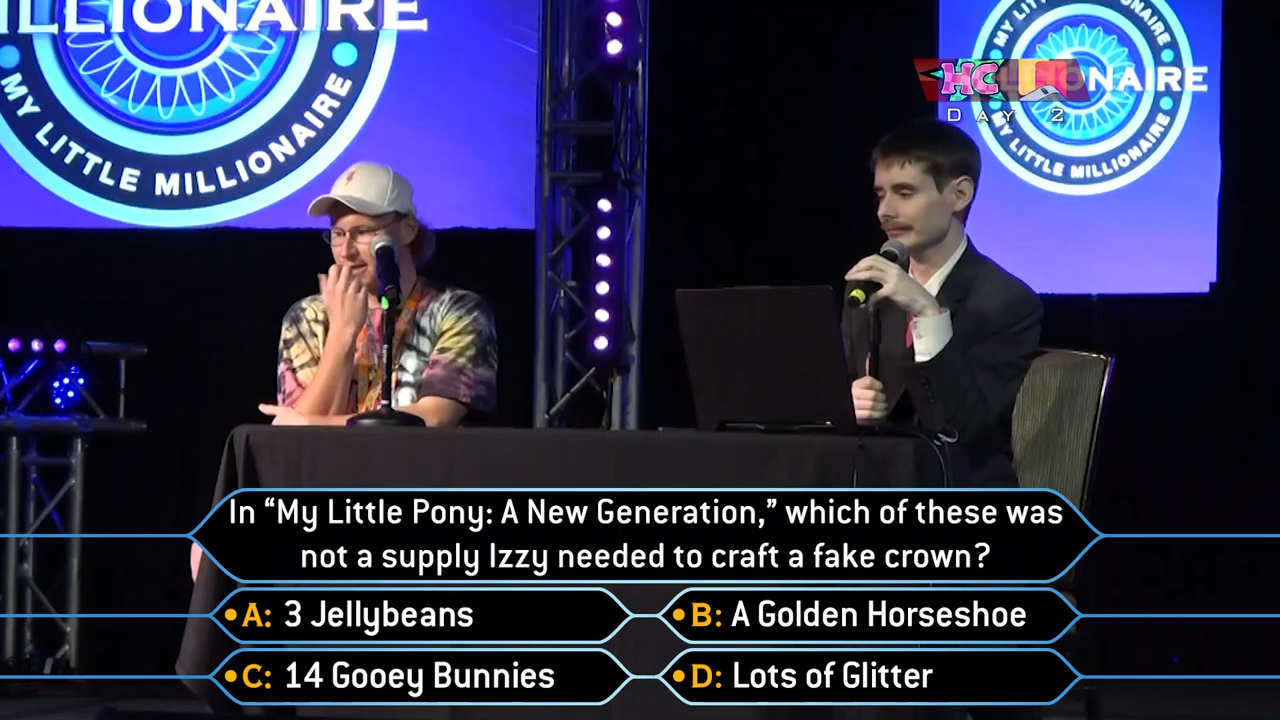 ILLIONAIRE
MY LITTLE MILLIONAIRE
MY LITTLE MILLIONAIRE
HC
DAY 2
In “My Little Pony: A New Generation,” which of these was
not a supply Izzy needed to craft a fake crown?
A: 3 Jellybeans
B: A Golden Horseshoe
C: 14 Gooey Bunnies
D: Lots of Glitter